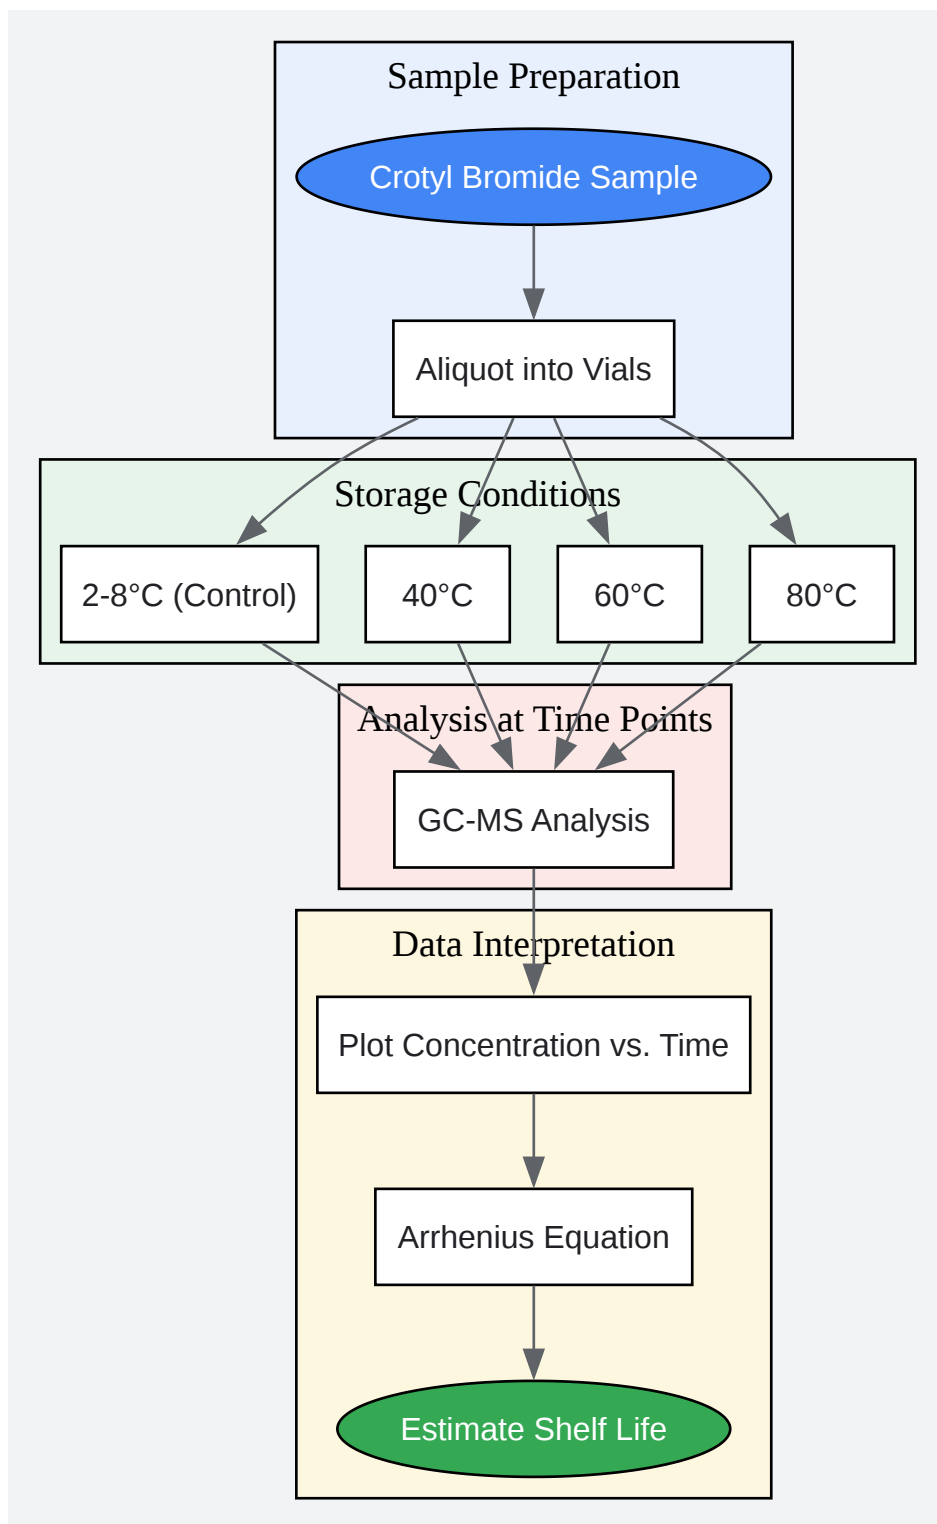 Sample Preparation
Crotyl Bromide Sample
Aliquot into Vials
Storage Conditions
2-8°C (Control)
40°C
60°C
80°C
Analysis at Time Points
GC-MS Analysis
Data Interpretation
Plot Concentration vs. Time
Arrhenius Equation
Estimate Shelf Life